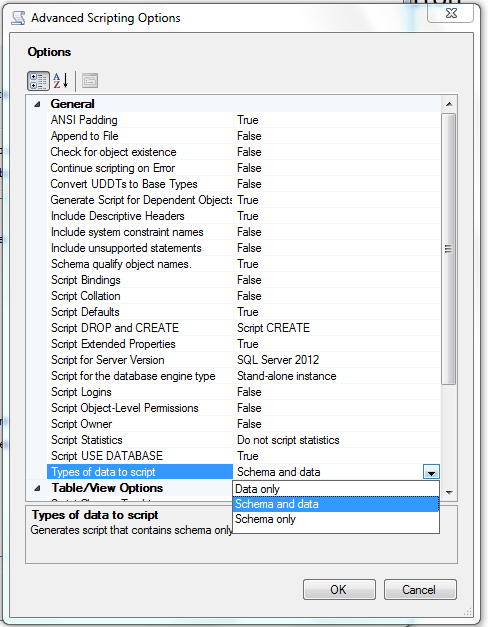 Advanced Scripting Options
Options
General
ANSI Padding True
Append to File False
Check for object existence False
Continue scripting on Error False
Convert UDDTs to Base Types False
Generate Script for Dependent Objects True
Include Descriptive Headers True
Include system constraint names False
Include unsupported statements False
Schema qualify object names. True
Script Bindings False
Script Collation False
Script Defaults True
Script DROP and CREATE Script CREATE
Script Extended Properties True
Script for Server Version SQL Server 2012
Script for the database engine type Stand-alone instance
Script Logins False
Script Object-Level Permissions False
Script Owner False
Script Statistics Do not script statistics
Script USE DATABASE True
Types of data to script Schema and data
Table/View Options
Data only
Schema and data
Schema only
Types of data to script
Generates script that contains schema only
OK Cancel